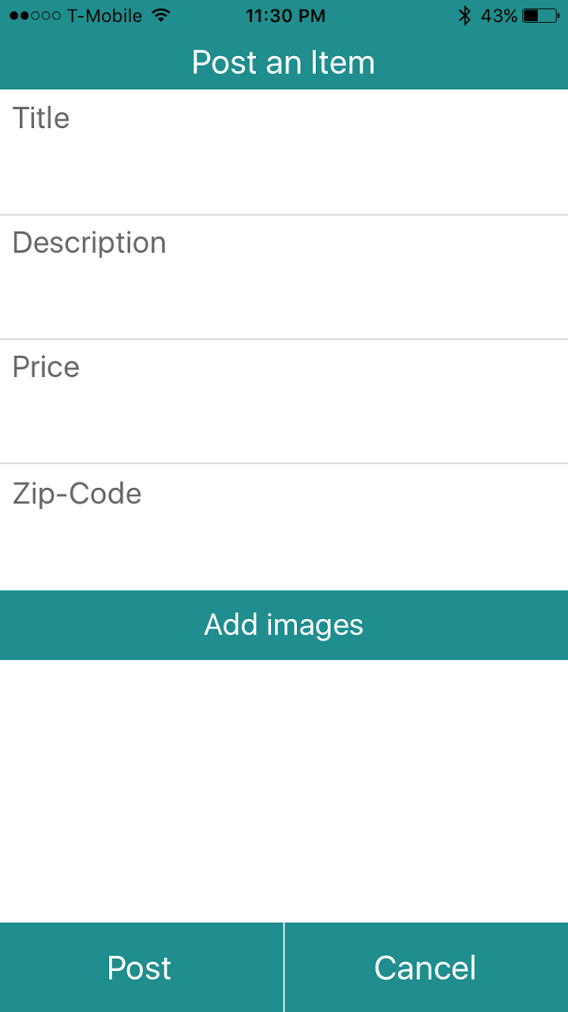 T-Mobile 11:30 PM 43%
Post an Item
Title
Description
Price
Zip-Code
Add images
Post Cancel